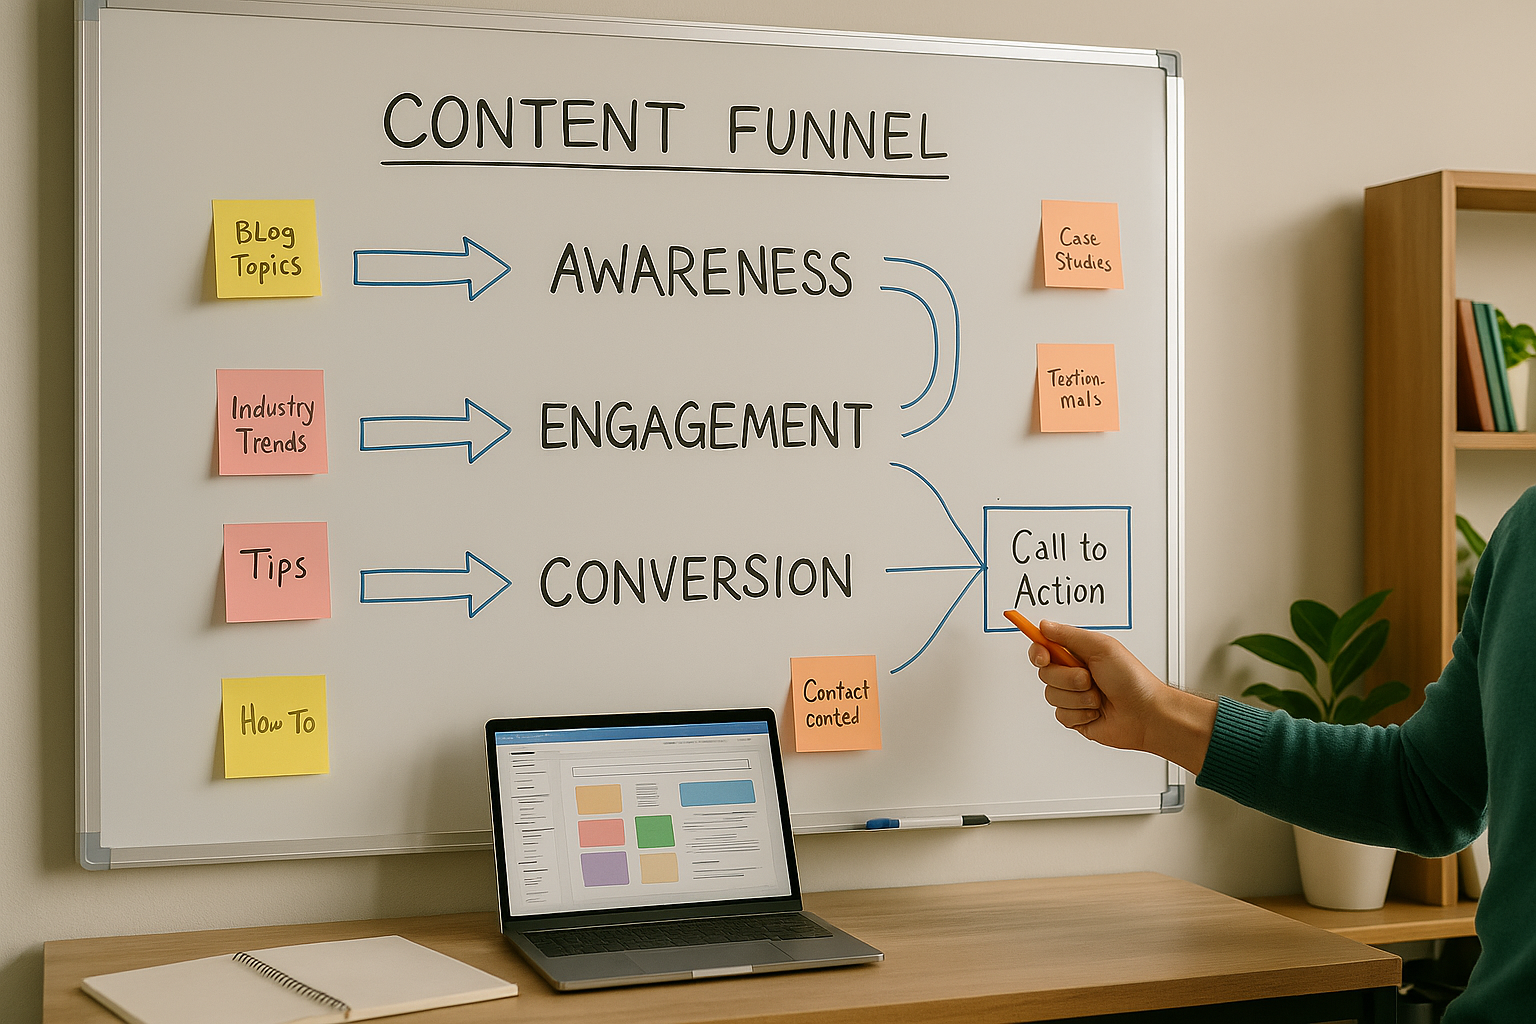 CONTENT FUNNEL
BLog
Topics
AWARENESS
Case
Studies
Industry
Trends
ENGAGEMENT
Textion-
mals
Tips
CONVERSION
Call to
Action
How To
Contact
conted